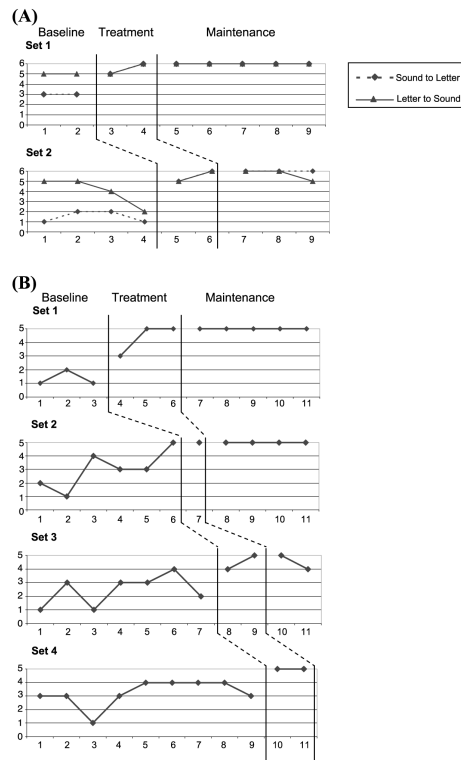 (A)
Baseline Treatment Maintenance
Set 1
6
5
4
3
2
1
0
1 2 3 4 5 6 7 8 9
Sound to Letter
Letter to Sound
Set 2
6
5
4
3
2
1
0
1 2 3 4 5 6 7 8 9
(B)
Baseline Treatment Maintenance
Set 1
5
4
3
2
1
0
1 2 3 4 5 6 7 8 9 10 11
Set 2
5
4
3
2
1
0
1 2 3 4 5 6 7 8 9 10 11
Set 3
5
4
3
2
1
0
1 2 3 4 5 6 7 8 9 10 11
Set 4
5
4
3
2
1
0
1 2 3 4 5 6 7 8 9 10 11